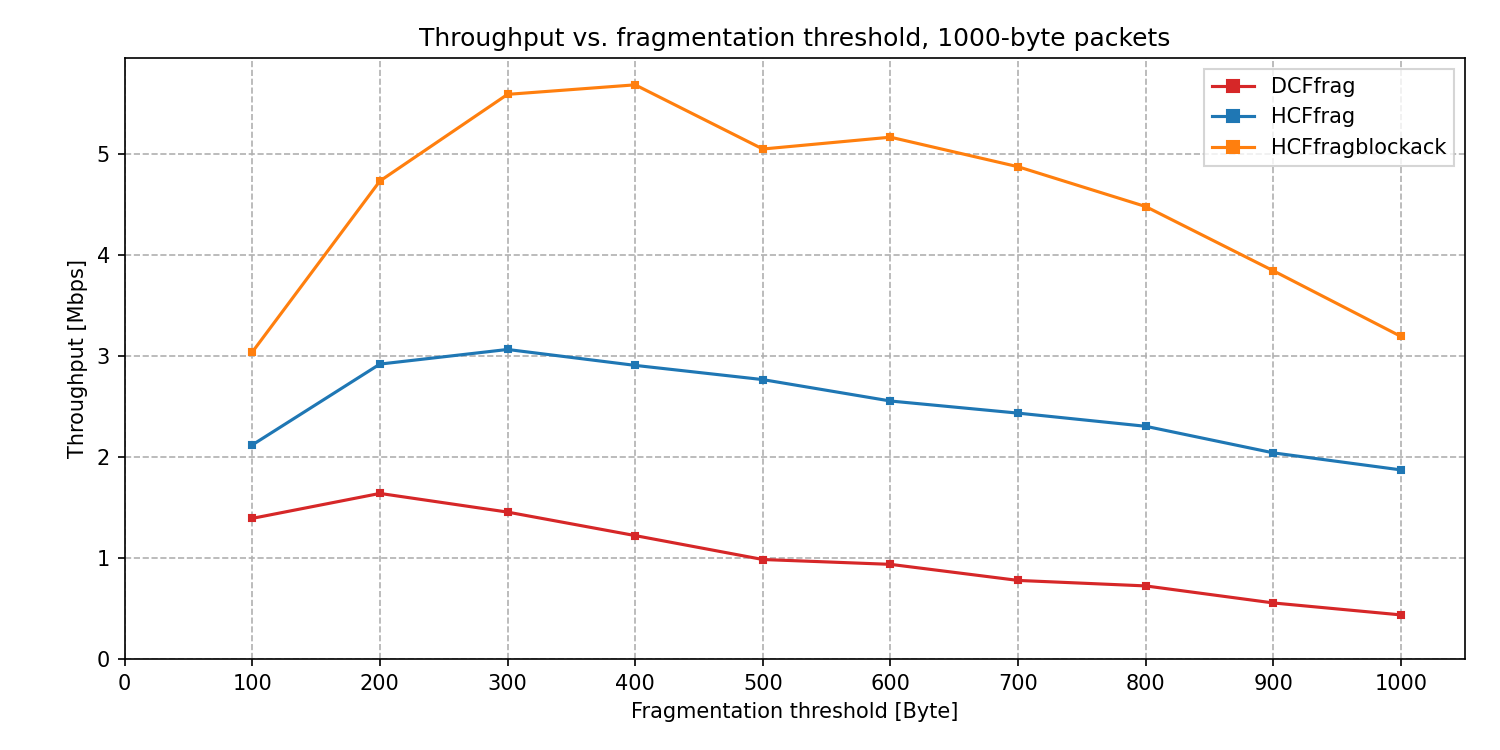 Throughput vs. fragmentation threshold, 1000-byte packets
DCFfrag
HCFfrag
HCFfragblockack
Throughput [Mbps]
5
4
3
2
1
0
0 100 200 300 400 500 600 700 800 900 1000
Fragmentation threshold [Byte]